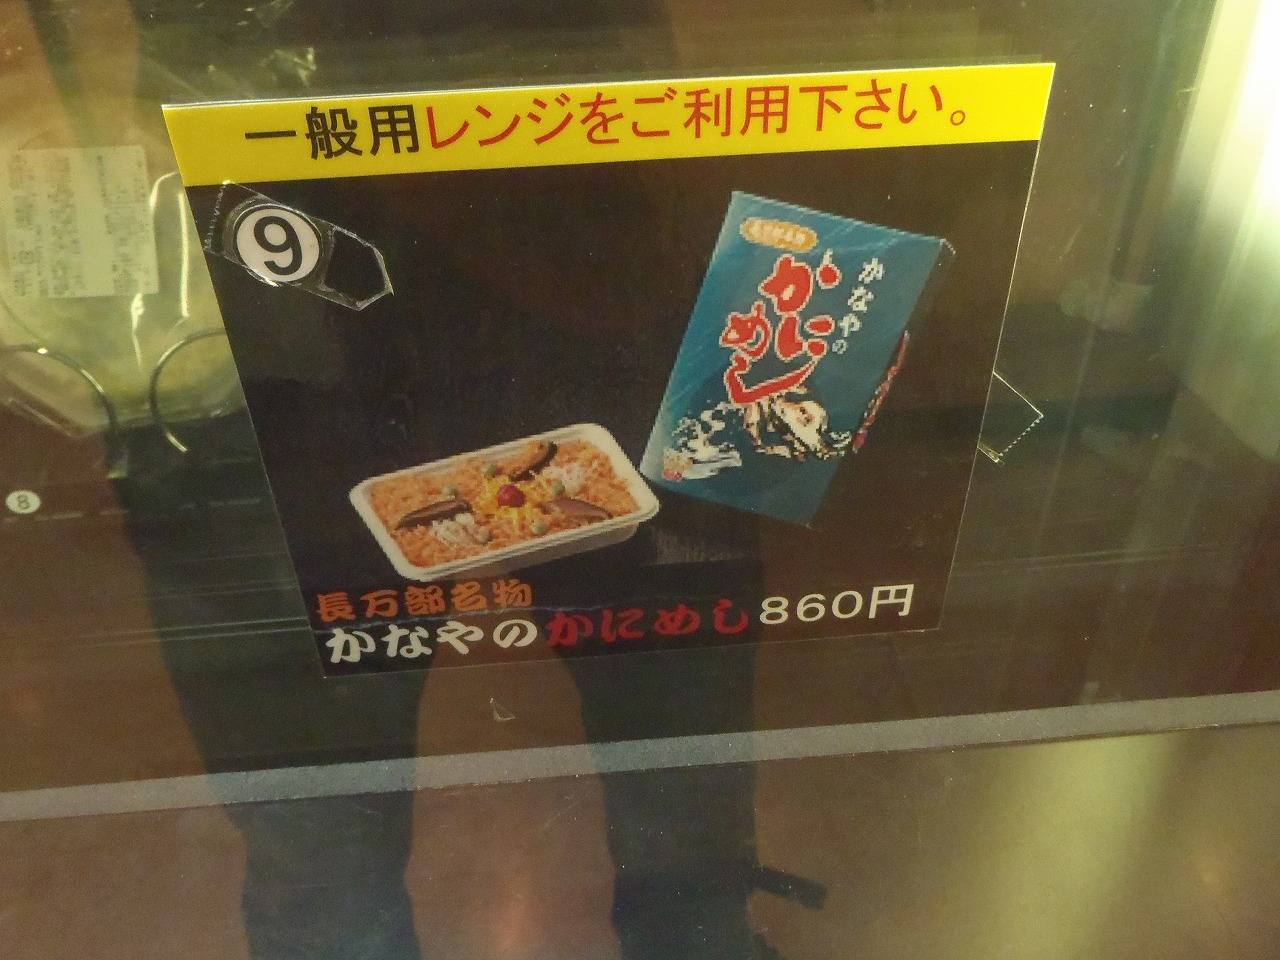 一般用レンジをご利用下さい。
9
かなやの
かに
めし
8
長万部名物
かなやのかにめし860円